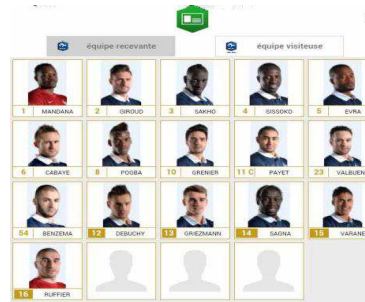 équipe recevante équipe visiteuse
1 MANDANA 2 GIROUD 3 SAKHO 4 SISSOKO 5 EVRA
6 CABAYE 8 POGBA 10 GRENIER 11 C PAYET 23 VALBUEN
54 BENZEMA 12 DEBUCHY 13 GRIEZMANN 14 SAGNA 15 VARANE
16 RUFFIER